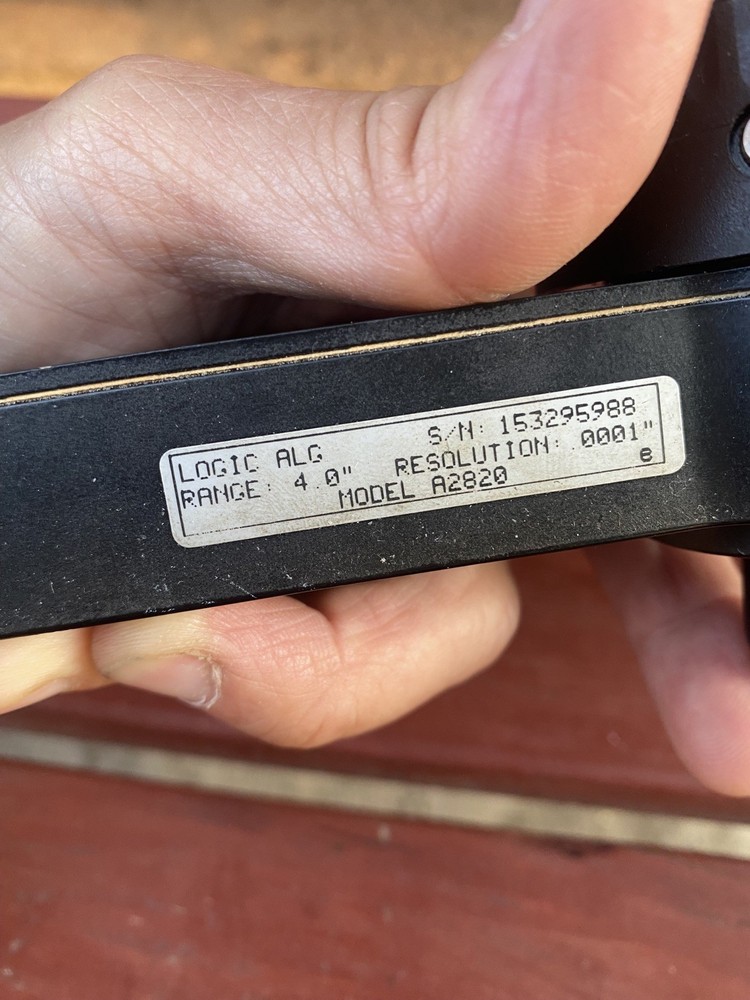 LOGIC ALG S/N: 153295988
RANGE: 4.0" RESOLUTION: .0001"
MODEL A2820 e